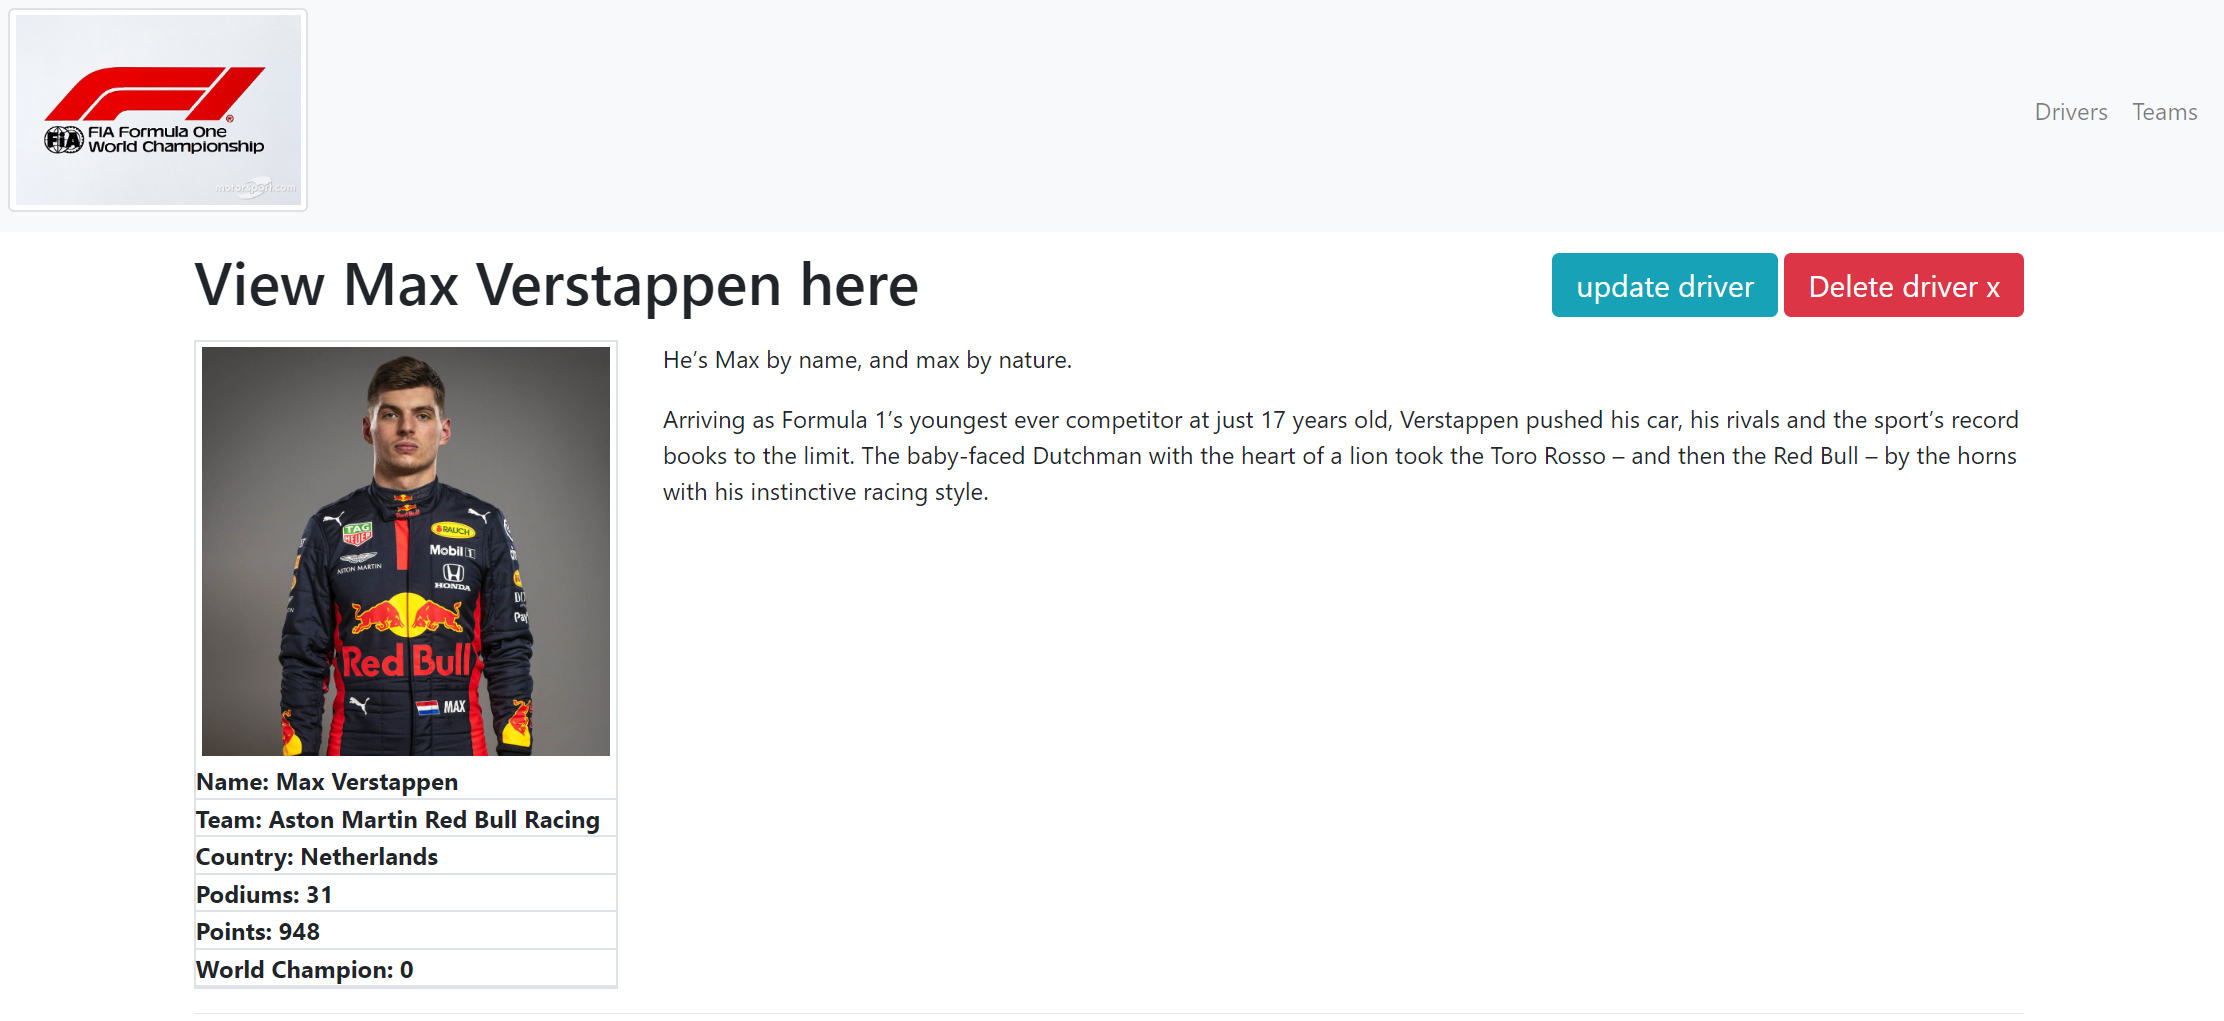 FIA Formula One
World Championship
motorsport.com
Drivers Teams
View Max Verstappen here
update driver Delete driver x
He’s Max by name, and max by nature.
Arriving as Formula 1’s youngest ever competitor at just 17 years old, Verstappen pushed his car, his rivals and the sport’s record
books to the limit. The baby-faced Dutchman with the heart of a lion took the Toro Rosso – and then the Red Bull – by the horns
with his instinctive racing style.
Red Bull
TAG
HEUER
RAUCH
Mobil 1
ASTON MARTIN
HONDA
Red Bull
MAX
Name: Max Verstappen
Team: Aston Martin Red Bull Racing
Country: Netherlands
Podiums: 31
Points: 948
World Champion: 0